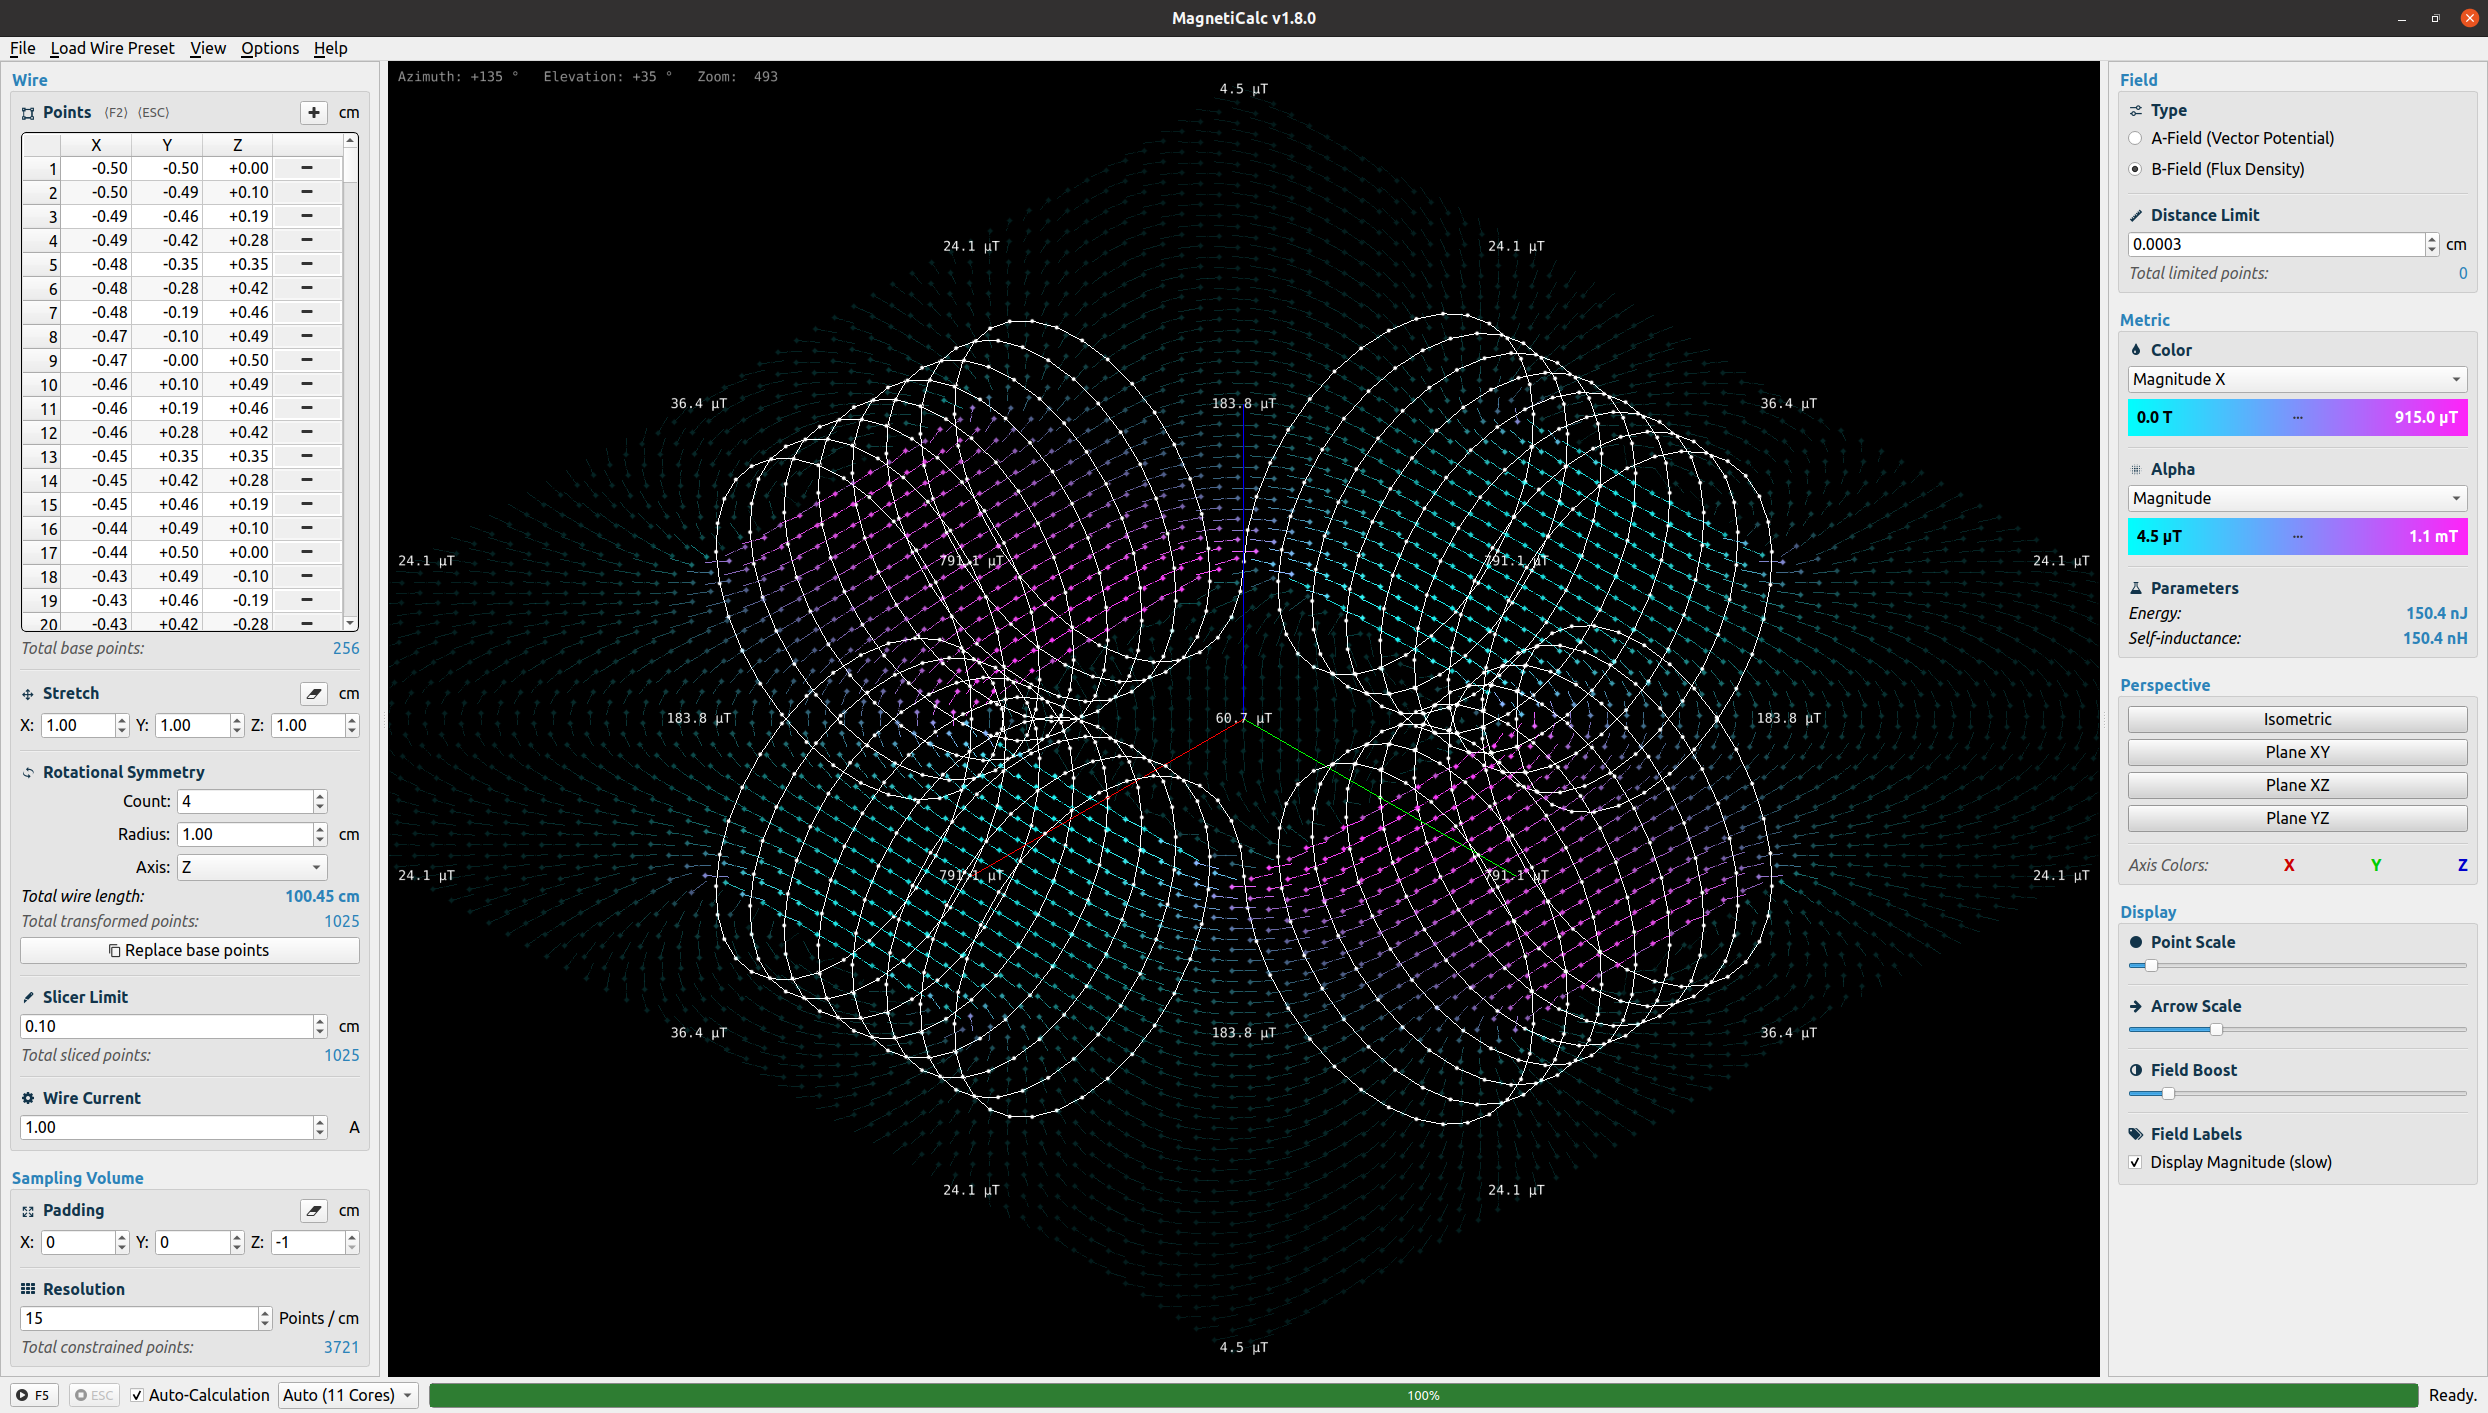 MagnetiCalc v1.8.0
File Load Wire Preset View Options Help
Wire
Points (F2) (ESC) cm
X Y Z
1 -0.50 -0.50 +0.00
2 -0.50 -0.49 +0.10
3 -0.49 -0.46 +0.19
4 -0.49 -0.42 +0.28
5 -0.48 -0.35 +0.35
6 -0.48 -0.28 +0.42
7 -0.48 -0.19 +0.46
8 -0.47 -0.10 +0.49
9 -0.47 -0.00 +0.50
10 -0.46 +0.10 +0.49
11 -0.46 +0.19 +0.46
12 -0.46 +0.28 +0.42
13 -0.45 +0.35 +0.35
14 -0.45 +0.42 +0.28
15 -0.45 +0.46 +0.19
16 -0.44 +0.49 +0.10
17 -0.44 +0.50 +0.00
18 -0.43 +0.49 -0.10
19 -0.43 +0.46 -0.19
20 -0.43 +0.42 -0.28
Total base points: 256
Stretch cm
X: 1.00 Y: 1.00 Z: 1.00
Rotational Symmetry
Count: 4
Radius: 1.00 cm
Axis: Z
Total wire length: 100.45 cm
Total transformed points: 1025
Replace base points
Slicer Limit
0.10 cm
Total sliced points: 1025
Wire Current
1.00 A
Sampling Volume
Padding cm
X: 0 Y: 0 Z: -1
Resolution
15 Points / cm
Total constrained points: 3721
Azimuth: +135 ° Elevation: +35 ° Zoom: 493
4.5 µT
24.1 µT 24.1 µT
36.4 µT 183.8 µT 36.4 µT
24.1 µT 791.1 µT 791.1 µT 24.1 µT
183.8 µT 60.7 µT 183.8 µT
24.1 µT 791.1 µT 791.1 µT 24.1 µT
36.4 µT 183.8 µT 36.4 µT
24.1 µT 24.1 µT
4.5 µT
Field
Type
A-Field (Vector Potential)
B-Field (Flux Density)
Distance Limit
0.0003 cm
Total limited points: 0
Metric
Color
Magnitude X
0.0 T ... 915.0 µT
Alpha
Magnitude
4.5 µT ... 1.1 mT
Parameters
Energy: 150.4 nJ
Self-inductance: 150.4 nH
Perspective
Isometric
Plane XY
Plane XZ
Plane YZ
Axis Colors: X Y Z
Display
Point Scale
Arrow Scale
Field Boost
Field Labels
Display Magnitude (slow)
F5 ESC Auto-Calculation Auto (11 Cores) 100% Ready.